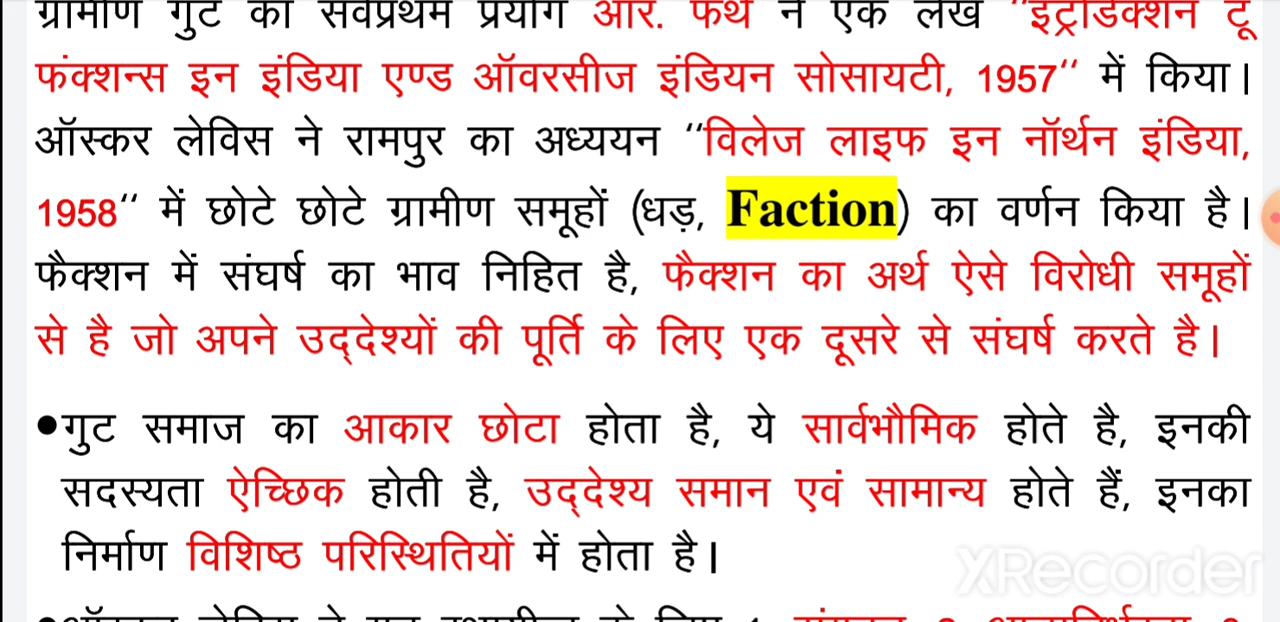 ग्रामीण गुट का सर्वप्रथम प्रयोग आर. फर्थ ने एक लेख "इंट्रोडक्शन टू
फंक्शन्स इन इंडिया एण्ड ऑवरसीज इंडियन सोसायटी, 1957" में किया।
ऑस्कर लेविस ने रामपुर का अध्ययन "विलेज लाइफ इन नॉर्थन इंडिया,
1958" में छोटे छोटे ग्रामीण समूहों (धड़, Faction) का वर्णन किया है।
फैक्शन में संघर्ष का भाव निहित है, फैक्शन का अर्थ ऐसे विरोधी समूहों
से है जो अपने उद्देश्यों की पूर्ति के लिए एक दूसरे से संघर्ष करते है।
●गुट समाज का आकार छोटा होता है, ये सार्वभौमिक होते है, इनकी
सदस्यता ऐच्छिक होती है, उद्देश्य समान एवं सामान्य होते हैं, इनका
निर्माण विशिष्ठ परिस्थितियों में होता है।
XRecorder